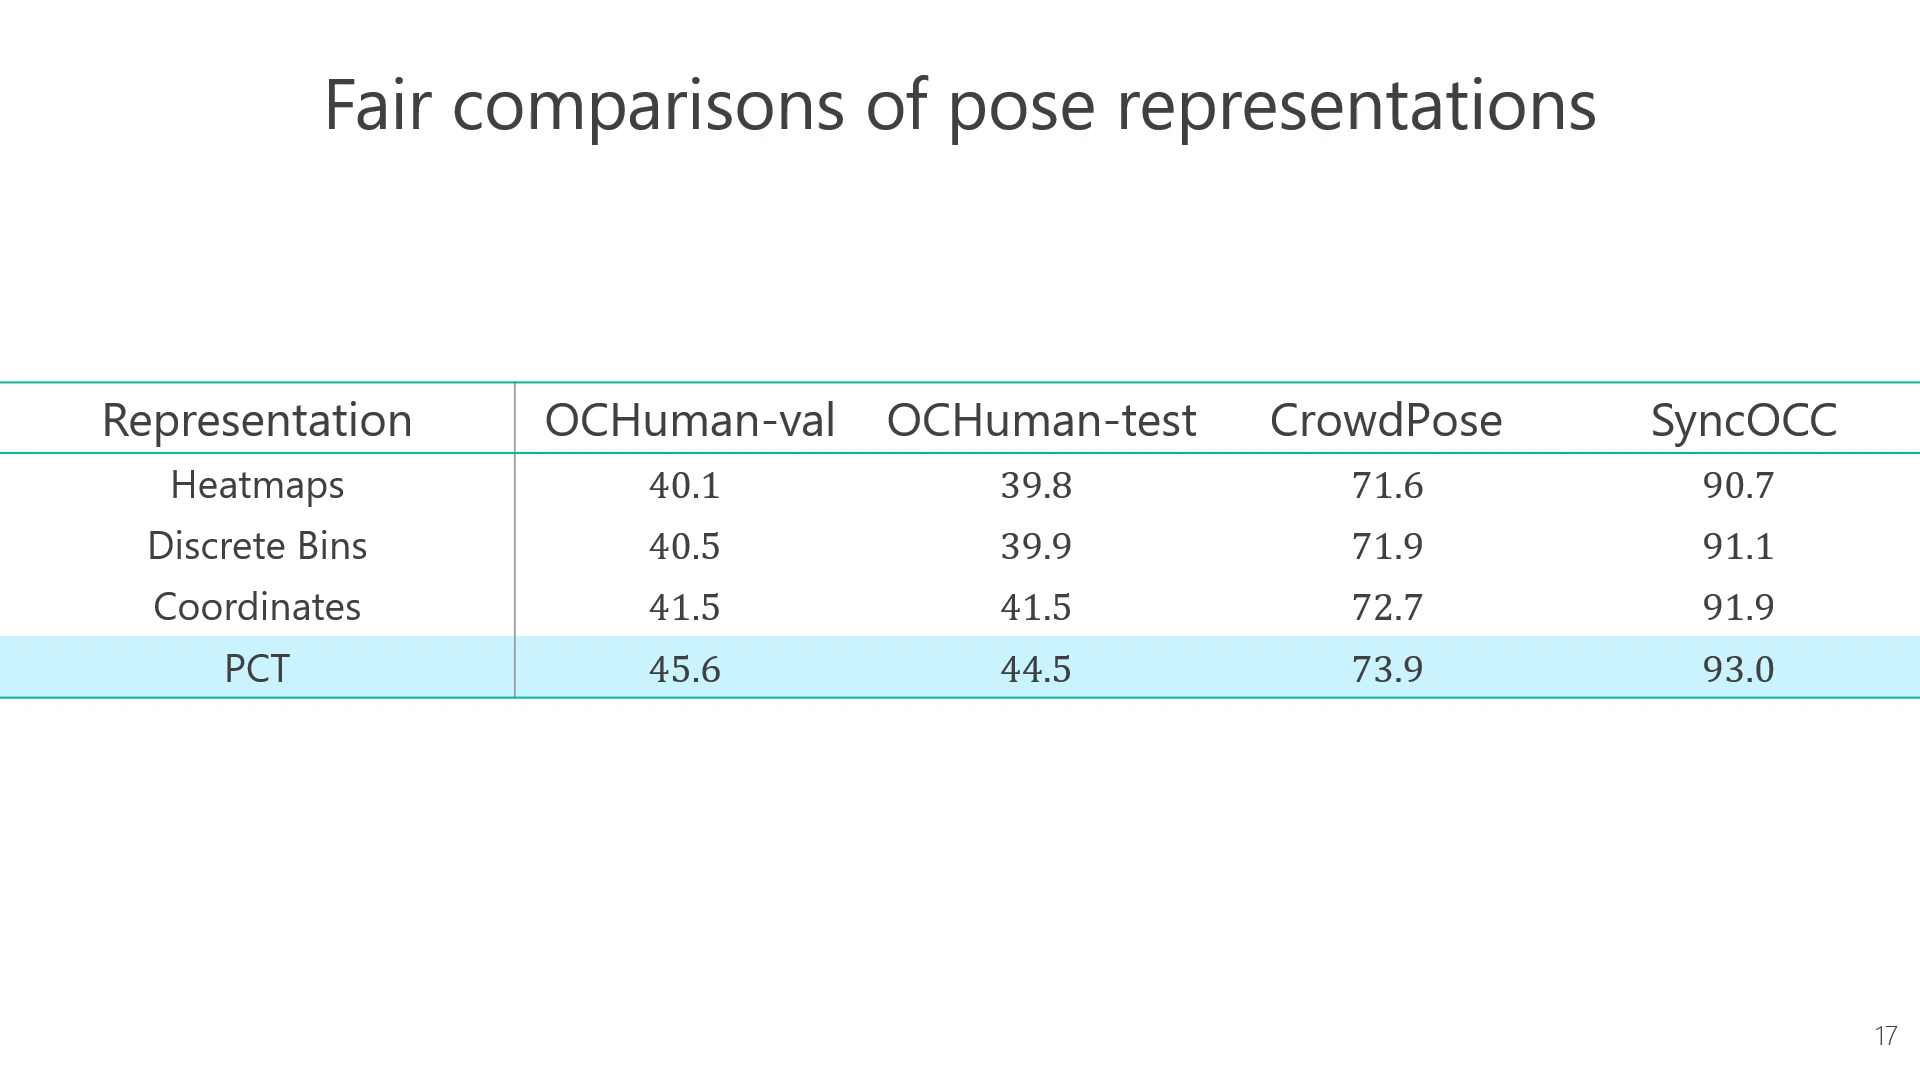 Fair comparisons of pose representations
Representation OCHuman-val OCHuman-test CrowdPose SyncOCC
Heatmaps 40.1 39.8 71.6 90.7
Discrete Bins 40.5 39.9 71.9 91.1
Coordinates 41.5 41.5 72.7 91.9
PCT 45.6 44.5 73.9 93.0
17